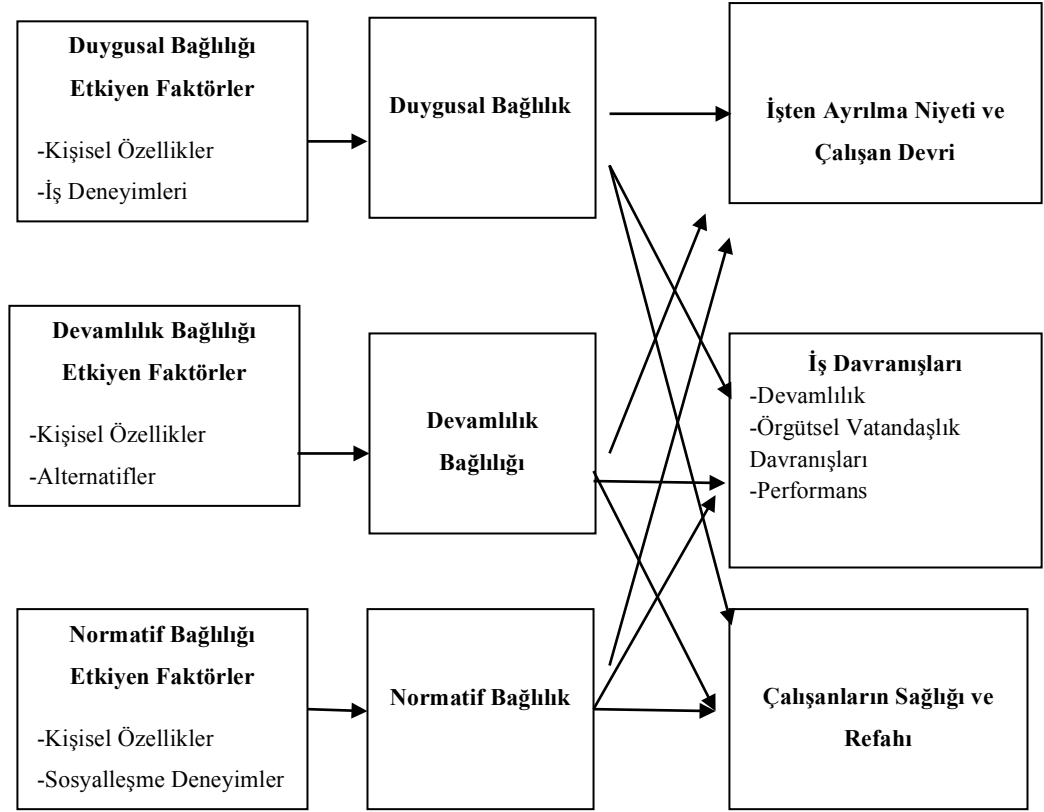 Duygusal Bağlılığı
Etkiyen Faktörler
-Kişisel Özellikler
-İş Deneyimleri
Duygusal Bağlılık
İşten Ayrılma Niyeti ve
Çalışan Devri
Devamlılık Bağlılığı
Etkiyen Faktörler
-Kişisel Özellikler
-Alternatifler
Devamlılık
Bağlılığı
İş Davranışları
-Devamlılık
-Örgütsel Vatandaşlık
Davranışları
-Performans
Normatif Bağlılığı
Etkiyen Faktörler
-Kişisel Özellikler
-Sosyalleşme Deneyimler
Normatif Bağlılık
Çalışanların Sağlığı ve
Refahı